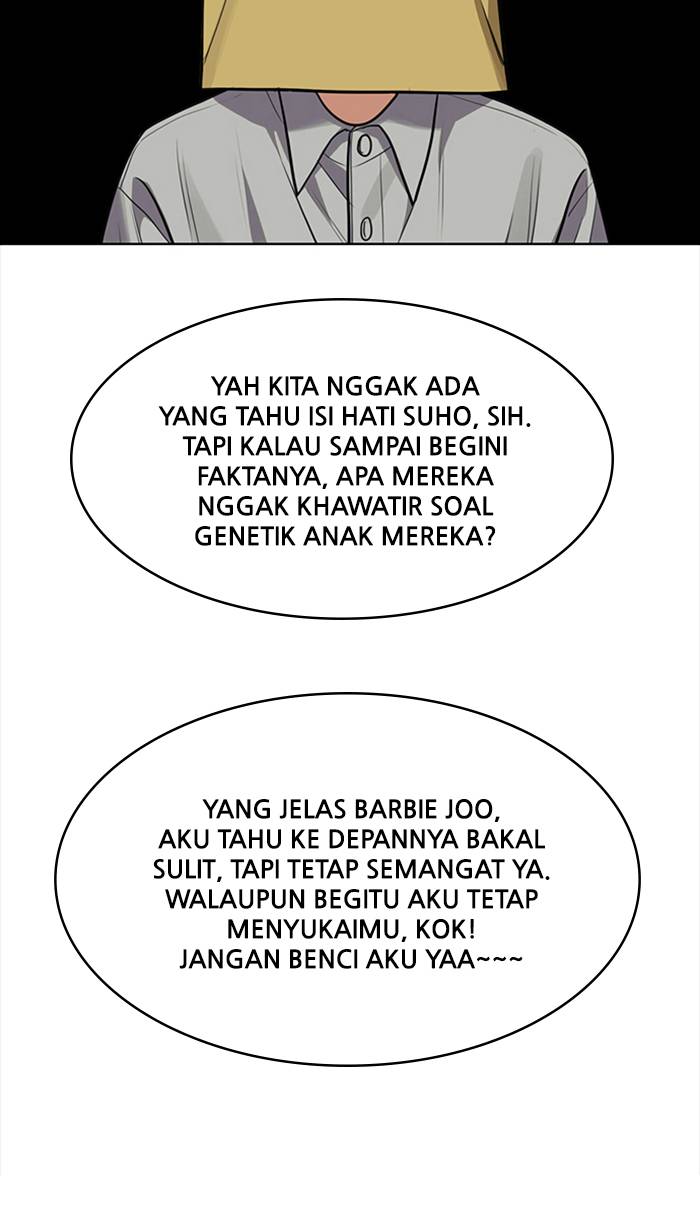 YAH KITA NGGAK ADA
YANG TAHU ISI HATI SUHO, SIH.
TAPI KALAU SAMPAI BEGINI
FAKTANYA, APA MEREKA
NGGAK KHAWATIR SOAL
GENETIK ANAK MEREKA?
YANG JELAS BARBIE JOO,
AKU TAHU KE DEPANNYA BAKAL
SULIT, TAPI TETAP SEMANGAT YA.
WALAUPUN BEGITU AKU TETAP
MENYUKAIMU, KOK!
JANGAN BENCI AKU YAA~~~